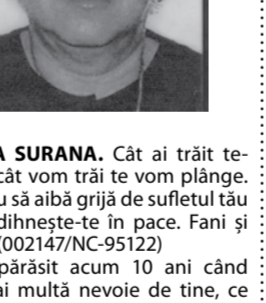 A SURANA. Cât ai trăit te-
cât vom trăi te vom plânge.
u să aibă grijă de sufletul tău
dihnește-te în pace. Fani și
(002147/NC-95122)
părăsit acum 10 ani când
ai multă nevoie de tine, ce